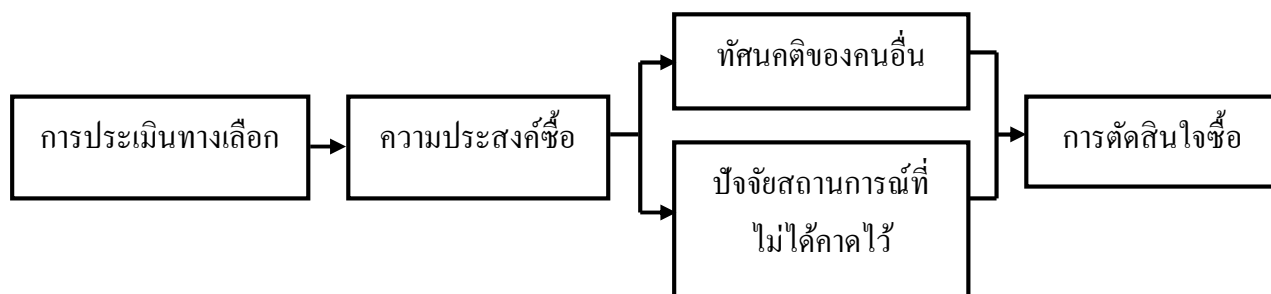 การประเมินทางเลือก
ความประสงค์ซื้อ
ทัศนคติของคนอื่น
ปัจจัยสถานการณ์ที่
ไม่ได้คาดไว้
การตัดสินใจซื้อ